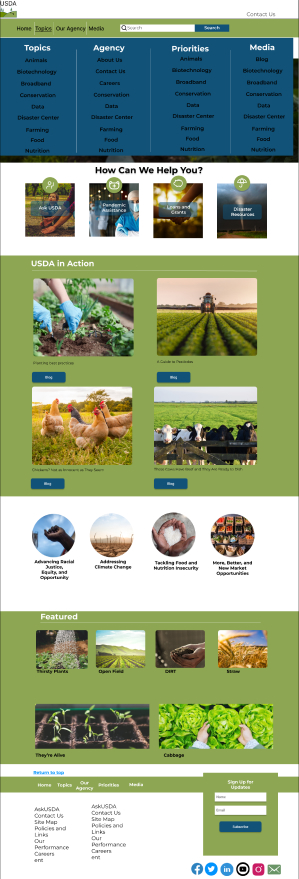 USDA
Contact Us
Home Topics Our Agency Media Search Search
Topics Agency Priorities Media
Animals About Us Animals Blog
Biotechnology Contact Us Biotechnology Biotechnology
Broadband Careers Broadband Broadband
Conservation Conservation Conservation Conservation
Data Data Data Data
Disaster Center Disaster Center Disaster Center Disaster Center
Farming Farming Farming Farming
Food Food Food Food
Nutrition Nutrition Nutrition Nutrition
How Can We Help You?
Ask USDA
Pandemic
Assistance
Loans and
Grants
Disaster
Resources
USDA in Action
Planting Best Practices
A Guide to Pesticides
Blog Blog
Chickens? Not as Innocent as They Seem
These Cows Have Beef and They Are Ready to Dish
Blog Blog
Advancing Racial
Justice,
Equity, and
Opportunity
Addressing
Climate Change
Tackling Food and
Nutrition Insecurity
More, Better, and
New Market
Opportunities
Featured
Thirsty Plants Open Field DIRT Straw
They're Alive Cabbage
Return to top
Home Topics Our
Agency Priorities Media
Sign Up for
Updates
Name
Email
Subscribe
AskUSDA
Contact Us
Site Map
Policies and
Links
Our
Performance
Careers
ent
AskUSDA
Contact Us
Site Map
Policies and
Links
Our
Performance
Careers
ent